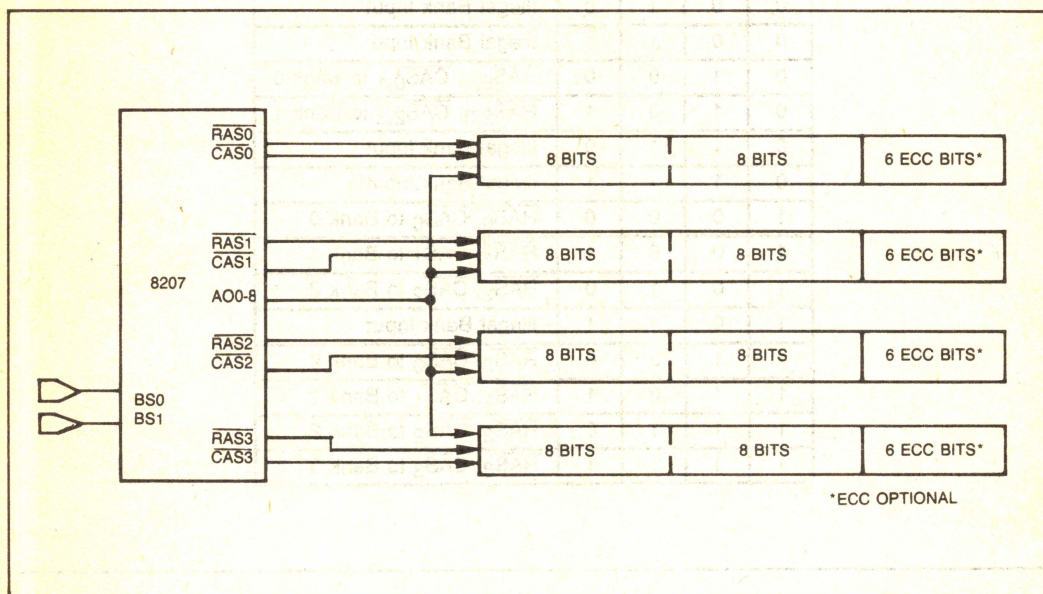 RAS0
CAS0
8 BITS
8 BITS
6 ECC BITS*
RAS1
CAS1
8 BITS
8 BITS
6 ECC BITS*
8207
AO0-8
RAS2
CAS2
8 BITS
8 BITS
6 ECC BITS*
BS0
BS1
RAS3
CAS3
8 BITS
8 BITS
6 ECC BITS*
*ECC OPTIONAL